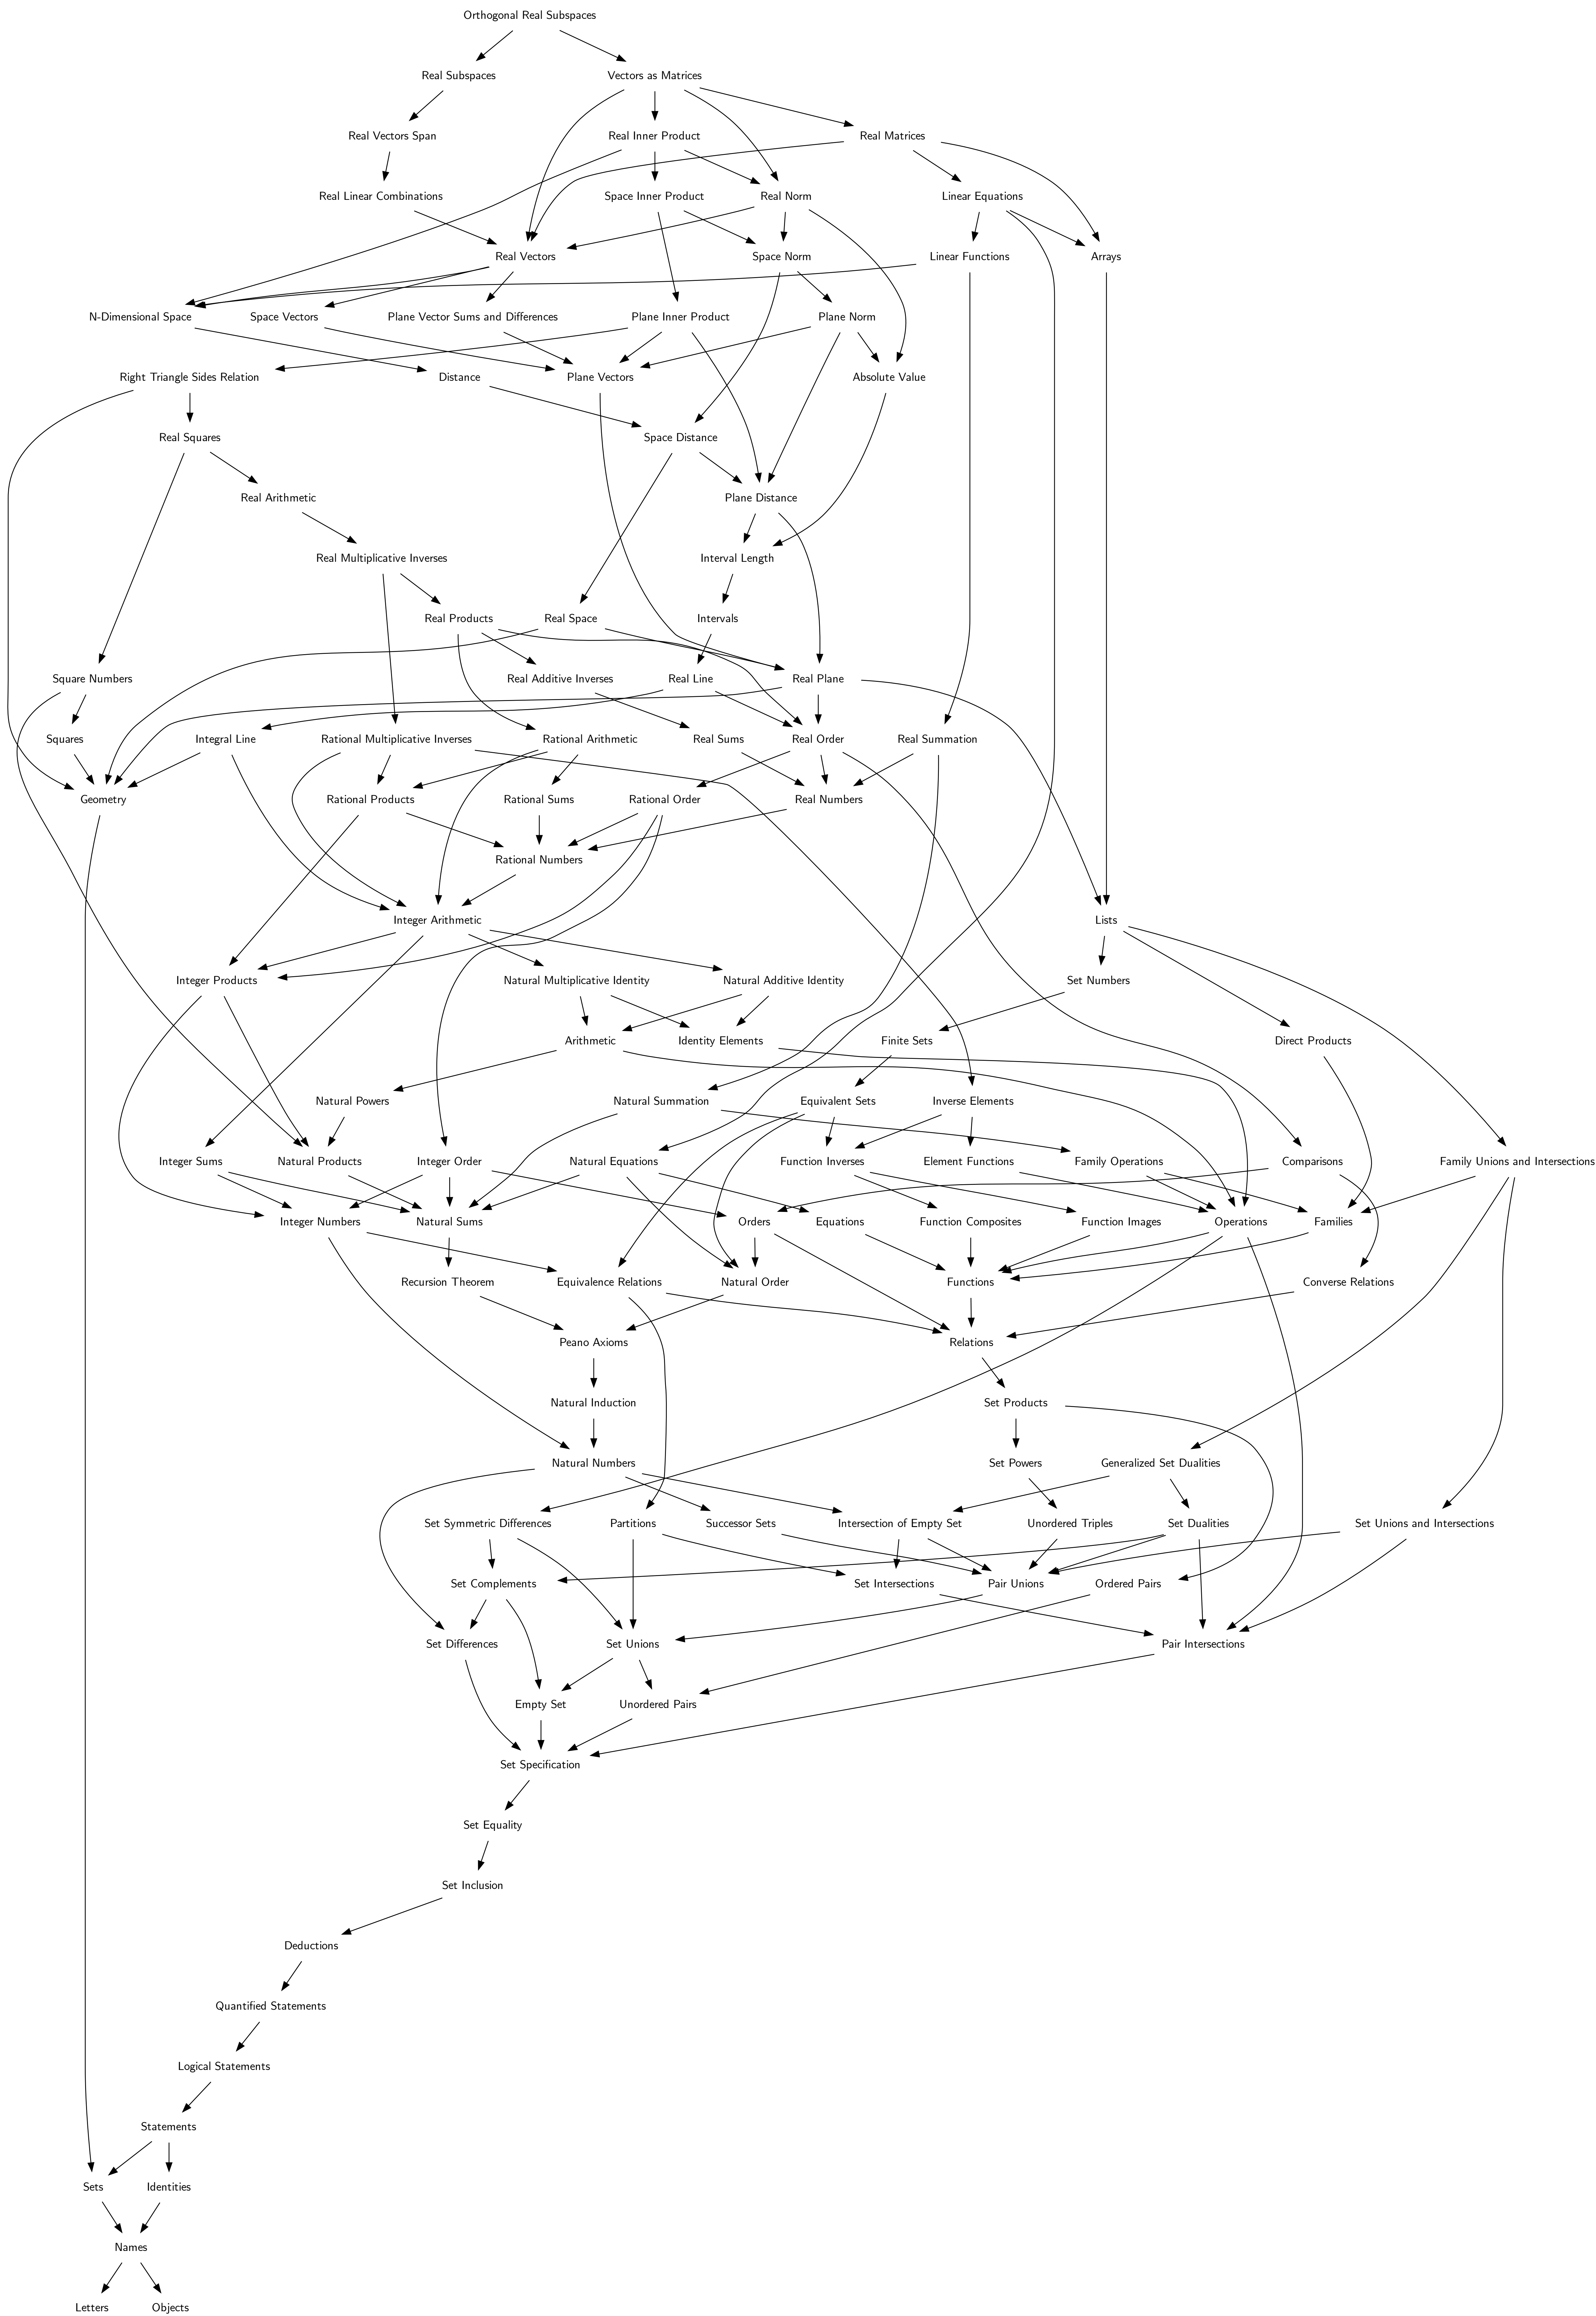 Orthogonal Real Subspaces
Real Subspaces
Vectors as Matrices
Real Vectors Span
Real Inner Product
Real Matrices
Real Linear Combinations
Space Inner Product
Real Norm
Linear Equations
Real Vectors
Space Norm
Linear Functions
Arrays
N-Dimensional Space
Space Vectors
Plane Vector Sums and Differences
Plane Inner Product
Plane Norm
Right Triangle Sides Relation
Distance
Plane Vectors
Absolute Value
Real Squares
Space Distance
Real Arithmetic
Plane Distance
Real Multiplicative Inverses
Interval Length
Real Products
Real Space
Intervals
Square Numbers
Real Additive Inverses
Real Line
Real Plane
Squares
Integral Line
Rational Multiplicative Inverses
Rational Arithmetic
Real Sums
Real Order
Real Summation
Geometry
Rational Products
Rational Sums
Rational Order
Real Numbers
Rational Numbers
Integer Arithmetic
Lists
Integer Products
Natural Multiplicative Identity
Natural Additive Identity
Set Numbers
Arithmetic
Identity Elements
Finite Sets
Direct Products
Natural Powers
Natural Summation
Equivalent Sets
Inverse Elements
Integer Sums
Natural Products
Integer Order
Natural Equations
Function Inverses
Element Functions
Family Operations
Comparisons
Family Unions and Intersections
Integer Numbers
Natural Sums
Orders
Equations
Function Composites
Function Images
Operations
Families
Recursion Theorem
Equivalence Relations
Natural Order
Functions
Converse Relations
Peano Axioms
Relations
Natural Induction
Set Products
Natural Numbers
Set Powers
Generalized Set Dualities
Set Symmetric Differences
Partitions
Successor Sets
Intersection of Empty Set
Unordered Triples
Set Dualities
Set Unions and Intersections
Set Complements
Set Intersections
Pair Unions
Ordered Pairs
Set Differences
Set Unions
Pair Intersections
Empty Set
Unordered Pairs
Set Specification
Set Equality
Set Inclusion
Deductions
Quantified Statements
Logical Statements
Statements
Sets
Identities
Names
Letters
Objects